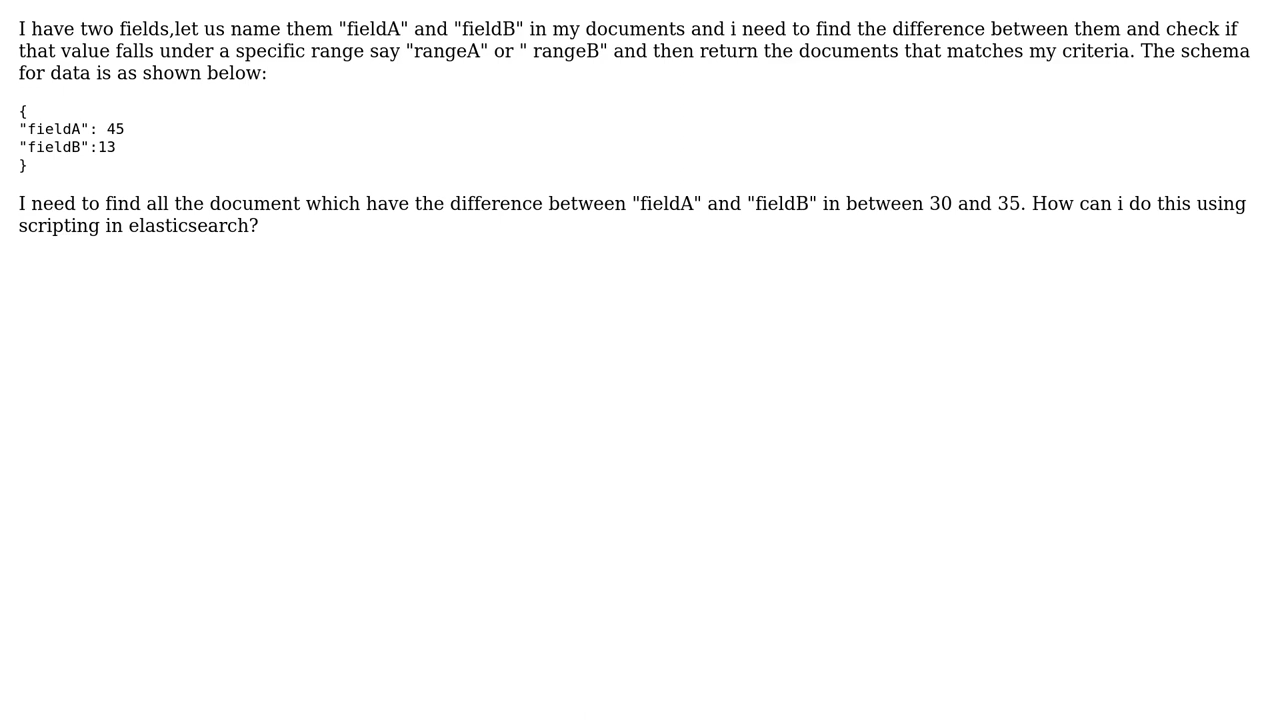 I have two fields,let us name them "fieldA" and "fieldB" in my documents and i need to find the difference between them and check if
that value falls under a specific range say "rangeA" or " rangeB" and then return the documents that matches my criteria. The schema
for data is as shown below:
{
"fieldA": 45
"fieldB":13
}
I need to find all the document which have the difference between "fieldA" and "fieldB" in between 30 and 35. How can i do this using
scripting in elasticsearch?